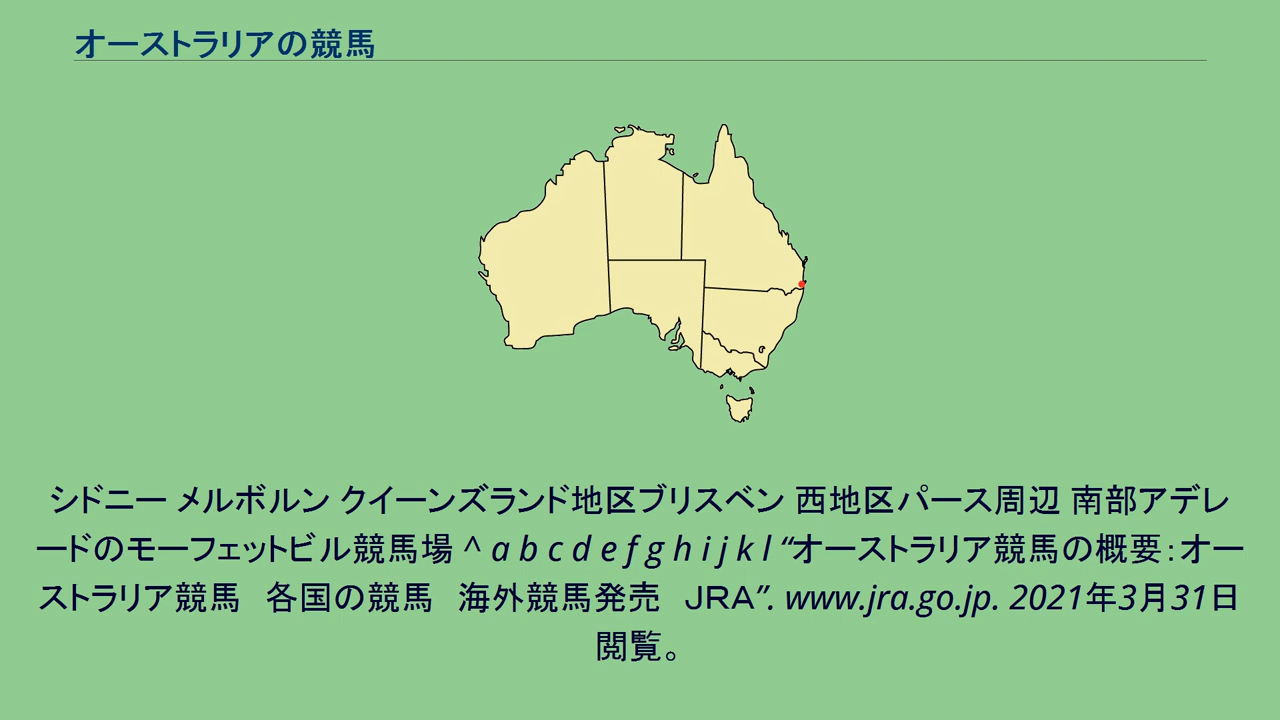 オーストラリアの競馬
シドニー メルボルン クイーンズランド地区ブリスベン 西地区パース周辺 南部アデレ
ードのモーフェットビル競馬場 ^ a b c d e f g h i j k l “オーストラリア競馬の概要：オー
ストラリア競馬　各国の競馬　海外競馬発売　JRA”. www.jra.go.jp. 2021年3月31日
閲覧。